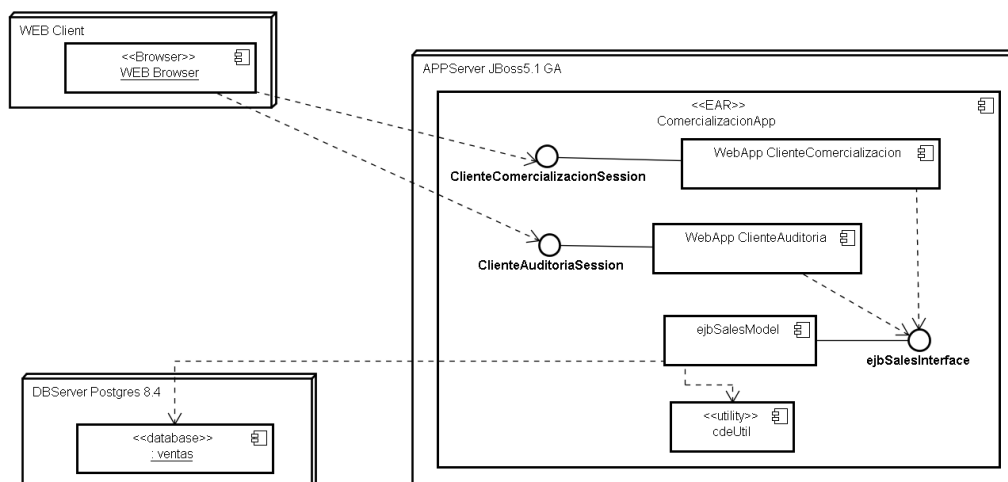 WEB Client
<<Browser>>
WEB Browser
APPServer JBoss5.1 GA
<<EAR>>
ComercializacionApp
WebApp ClienteComercializacion
ClienteComercializacionSession
WebApp ClienteAuditoria
ClienteAuditoriaSession
ejbSalesModel
ejbSalesInterface
DBServer Postgres 8.4
<<database>>
: ventas
<<utility>>
cdeUtil